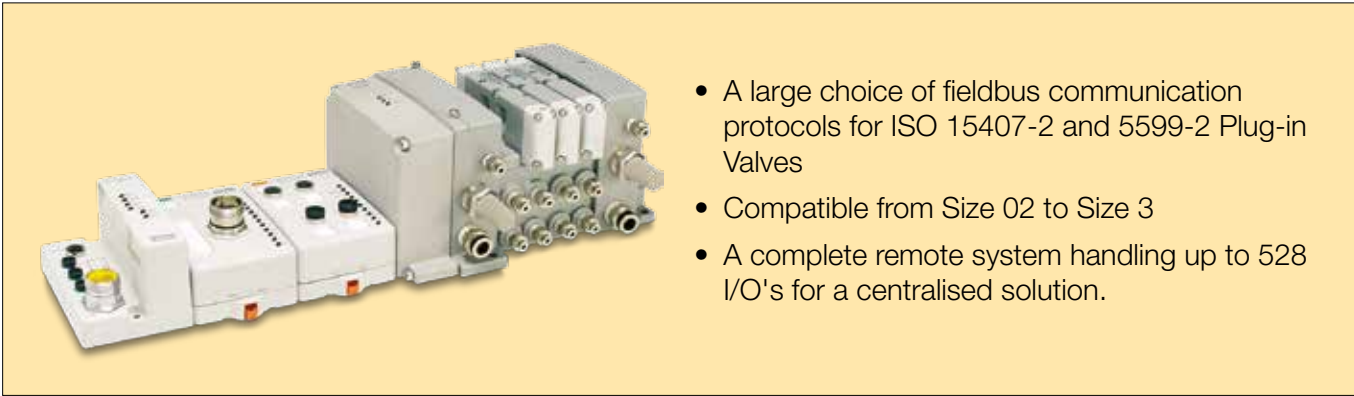 • A large choice of fieldbus communication
protocols for ISO 15407-2 and 5599-2 Plug-in
Valves
• Compatible from Size 02 to Size 3
• A complete remote system handling up to 528
I/O's for a centralised solution.